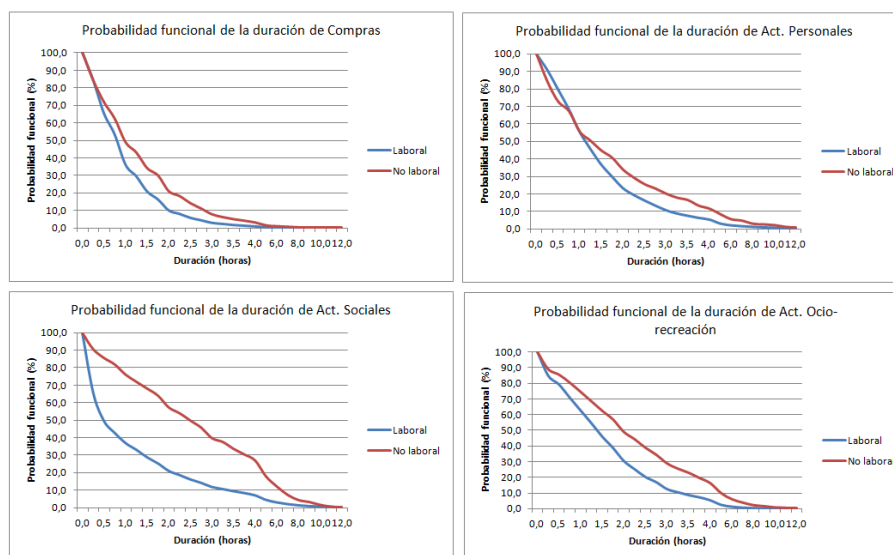 Probabilidad funcional de la duración de Compras
Probabilidad funcional (%)
100,0
90,0
80,0
70,0
60,0
50,0
40,0
30,0
20,0
10,0
0,0
0,0 0,5 1,0 1,5 2,0 2,5 3,0 3,5 4,0 6,0 8,0 10,0 12,0
Duración (horas)
Laboral
No laboral
Probabilidad funcional de la duración de Act. Personales
Probabilidad funcional (%)
100,0
90,0
80,0
70,0
60,0
50,0
40,0
30,0
20,0
10,0
0,0
0,0 0,5 1,0 1,5 2,0 2,5 3,0 3,5 4,0 6,0 8,0 10,0 12,0
Duración (horas)
Laboral
No laboral
Probabilidad funcional de la duración de Act. Sociales
Probabilidad funcional (%)
100,0
90,0
80,0
70,0
60,0
50,0
40,0
30,0
20,0
10,0
0,0
0,0 0,5 1,0 1,5 2,0 2,5 3,0 3,5 4,0 6,0 8,0 10,0 12,0
Duración (horas)
Laboral
No laboral
Probabilidad funcional de la duración de Act. Ocio-
recreación
Probabilidad funcional (%)
100,0
90,0
80,0
70,0
60,0
50,0
40,0
30,0
20,0
10,0
0,0
0,0 0,5 1,0 1,5 2,0 2,5 3,0 3,5 4,0 6,0 8,0 10,0 12,0
Duración (horas)
Laboral
No laboral